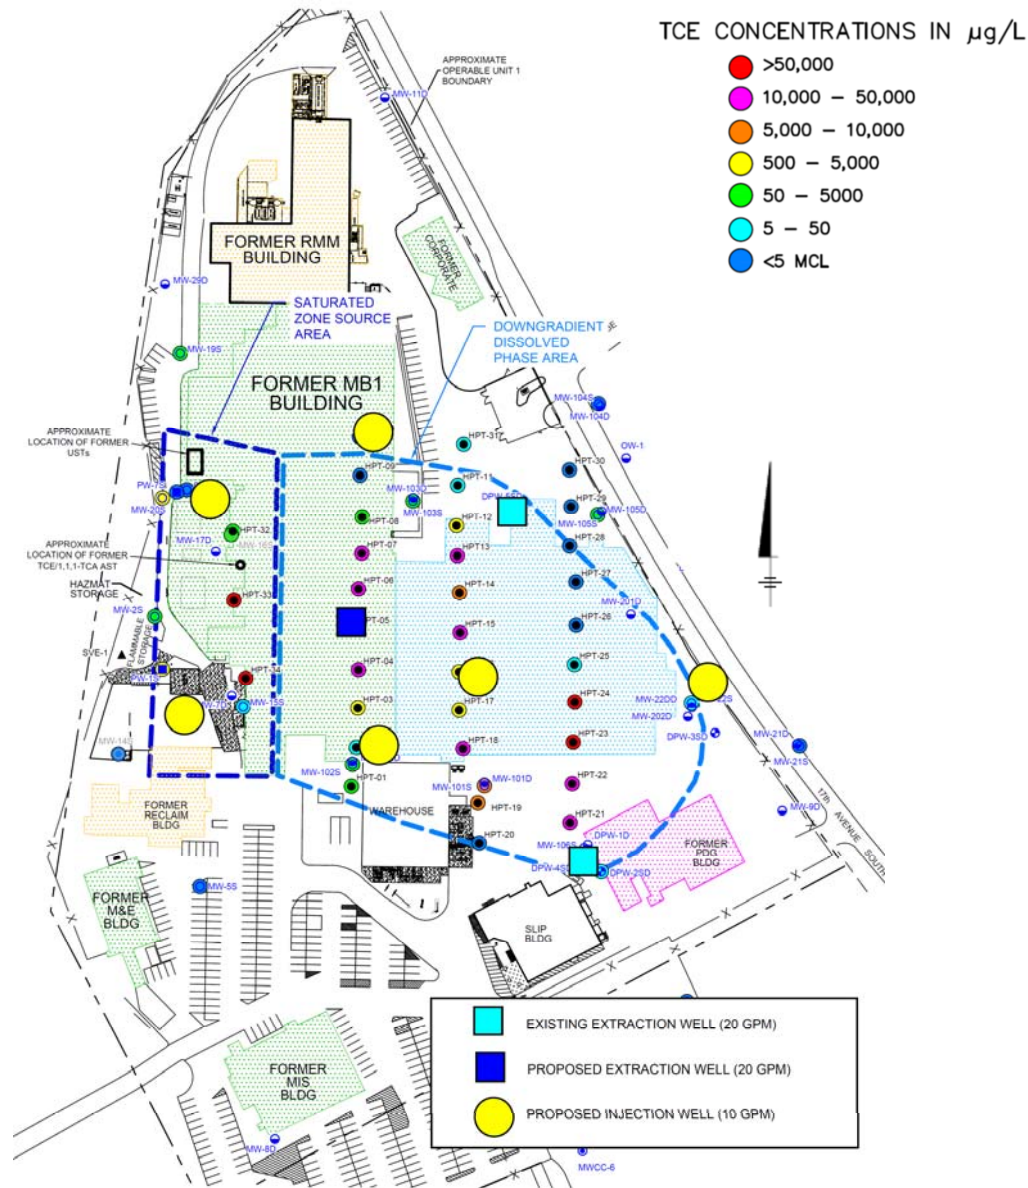 TCE CONCENTRATIONS IN µg/L
>50,000
10,000 – 50,000
5,000 – 10,000
500 – 5,000
50 – 5000
5 – 50
<5 MCL
APPROXIMATE
OPERABLE UNIT 1
BOUNDARY
MW-11D
FORMER RMM
BUILDING
FORMER
CORPORATE
MW-29D
SATURATED
ZONE SOURCE
AREA
DOWNGRADIENT
DISSOLVED
PHASE AREA
MW-19S
FORMER MB1
BUILDING
MW-104S
MW-104D
APPROXIMATE
LOCATION OF FORMER
USTs
HPT-31
OW-1
HPT-09
HPT-11
HPT-30
PW-7S
MW-20S
MW-103D
MW-103S
HPT-29
MW-105S
MW-105D
HPT-08
HPT-12
HPT-32
MW-17D
HPT-28
APPROXIMATE
LOCATION OF FORMER
TCE/1,1,1-TCA AST
HPT-07
HPT13
HAZMAT
STORAGE
HPT-06
HPT-14
HPT-27
HPT-33
MW-2S
MW-201D
PT-05
HPT-15
HPT-26
FLAMMABLE
STORAGE
SVE-1
HPT-34
HPT-04
HPT-25
MW-15S
HPT-03
HPT-17
HPT-24
MW-22DD
22S
MW-202D
DPW-3SD
MW-14S
HPT-18
HPT-23
MW-21D
MW-21S
MW-102S
HPT-01
MW-101S
MW-101D
HPT-22
FORMER
RECLAIM
BLDG
WAREHOUSE
HPT-19
HPT-21
MW-9D
17th
AVENUE
SOUTH
HPT-20
MW-106S
DPW-1D
FORMER
PDG
BLDG
DPW-4SS
DPW-2SD
MW-5S
FORMER
M&E
BLDG
SLIP
BLDG
EXISTING EXTRACTION WELL (20 GPM)
PROPOSED EXTRACTION WELL (20 GPM)
PROPOSED INJECTION WELL (10 GPM)
FORMER
MIS
BLDG
MW-8D
MWCC-6